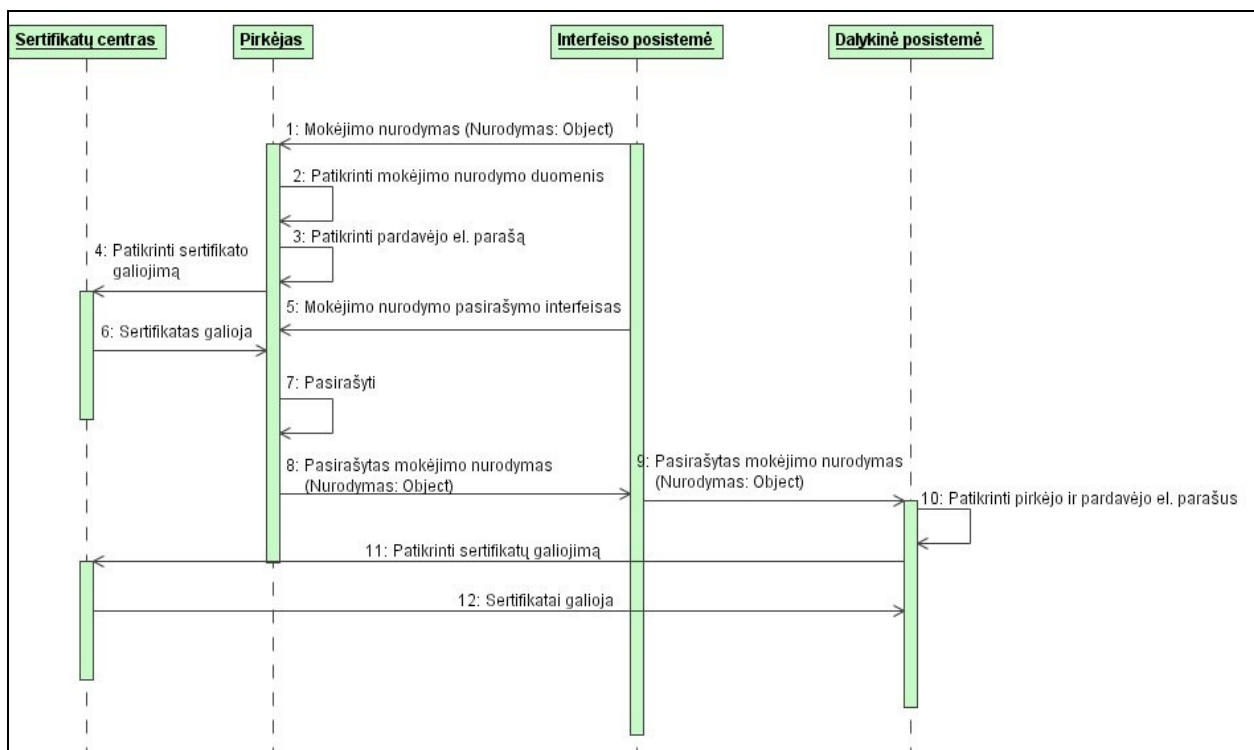 Sertifikatų centras
Pirkėjas
Interfeiso posistemė
Dalykinė posistemė
1: Mokėjimo nurodymas (Nurodymas: Object)
2: Patikrinti mokėjimo nurodymo duomenis
3: Patikrinti pardavėjo el. parašą
4: Patikrinti sertifikato
galiojimą
5: Mokėjimo nurodymo pasirašymo interfeisas
6: Sertifikatas galioja
7: Pasirašyti
8: Pasirašytas mokėjimo nurodymas
(Nurodymas: Object)
9: Pasirašytas mokėjimo nurodymas
(Nurodymas: Object)
10: Patikrinti pirkėjo ir pardavėjo el. parašus
11: Patikrinti sertifikatų galiojimą
12: Sertifikatai galioja